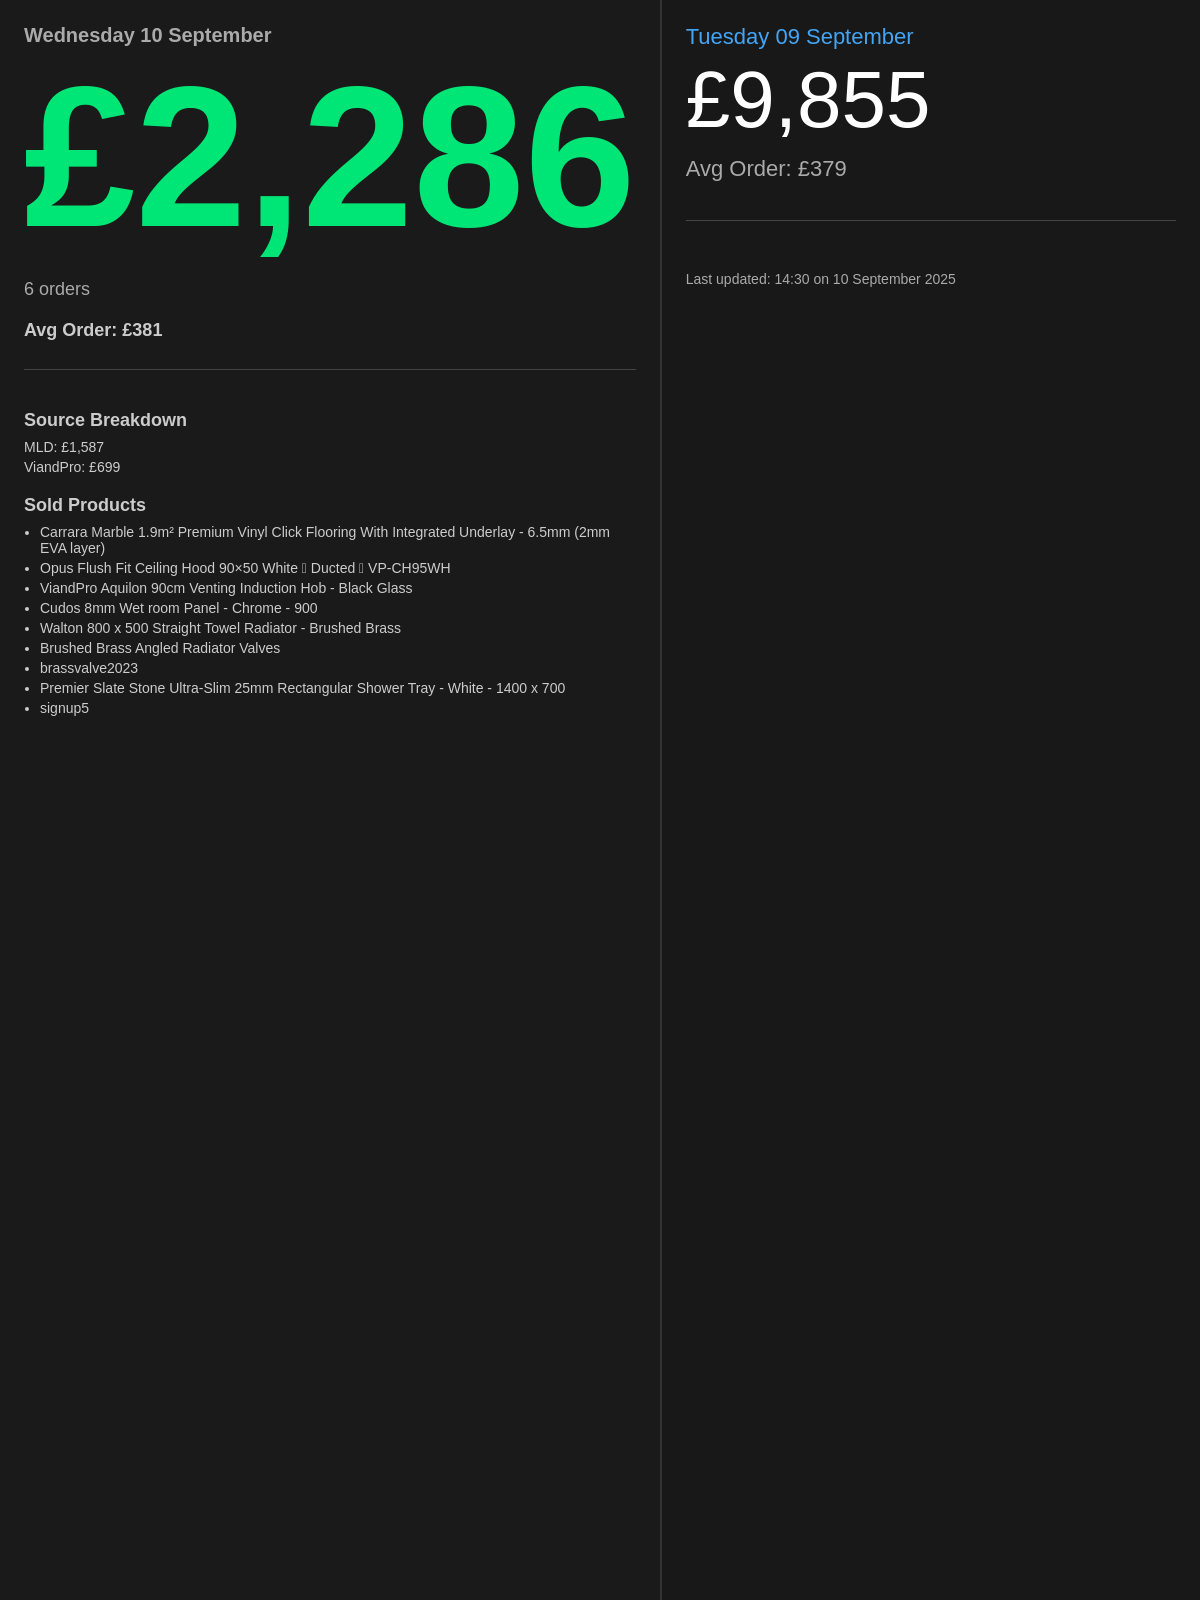 Wednesday 10 September
£2,286
6 orders
Avg Order: £381
Source Breakdown
MLD: £1,587
ViandPro: £699
Sold Products
• Carrara Marble 1.9m² Premium Vinyl Click Flooring With Integrated Underlay - 6.5mm (2mm
EVA layer)
• Opus Flush Fit Ceiling Hood 90×50 White ▯ Ducted ▯ VP-CH95WH
• ViandPro Aquilon 90cm Venting Induction Hob - Black Glass
• Cudos 8mm Wet room Panel - Chrome - 900
• Walton 800 x 500 Straight Towel Radiator - Brushed Brass
• Brushed Brass Angled Radiator Valves
• brassvalve2023
• Premier Slate Stone Ultra-Slim 25mm Rectangular Shower Tray - White - 1400 x 700
• signup5
Tuesday 09 September
£9,855
Avg Order: £379
Last updated: 14:30 on 10 September 2025